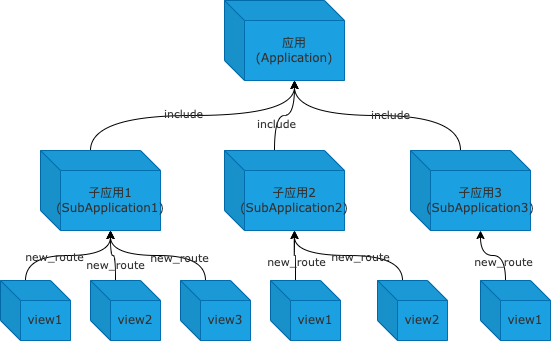 应用
(Application)
include
include
include
子应用1
(SubApplication1)
子应用2
(SubApplication2)
子应用3
(SubApplication3)
new_route
new_route
new_route
new_route
new_route
new_route
view1
view2
view3
view1
view2
view1